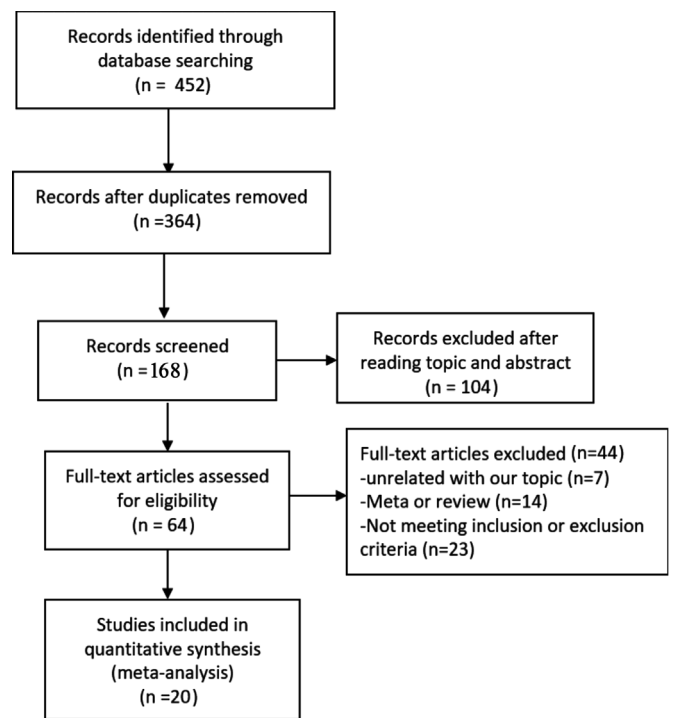 Records identified through
database searching
(n = 452)
Records after duplicates removed
(n =364)
Records screened
(n =168)
Records excluded after
reading topic and abstract
(n = 104)
Full-text articles assessed
for eligibility
(n = 64)
Full-text articles excluded (n=44)
-unrelated with our topic (n=7)
-Meta or review (n=14)
-Not meeting inclusion or exclusion
criteria (n=23)
Studies included in
quantitative synthesis
(meta-analysis)
(n =20)